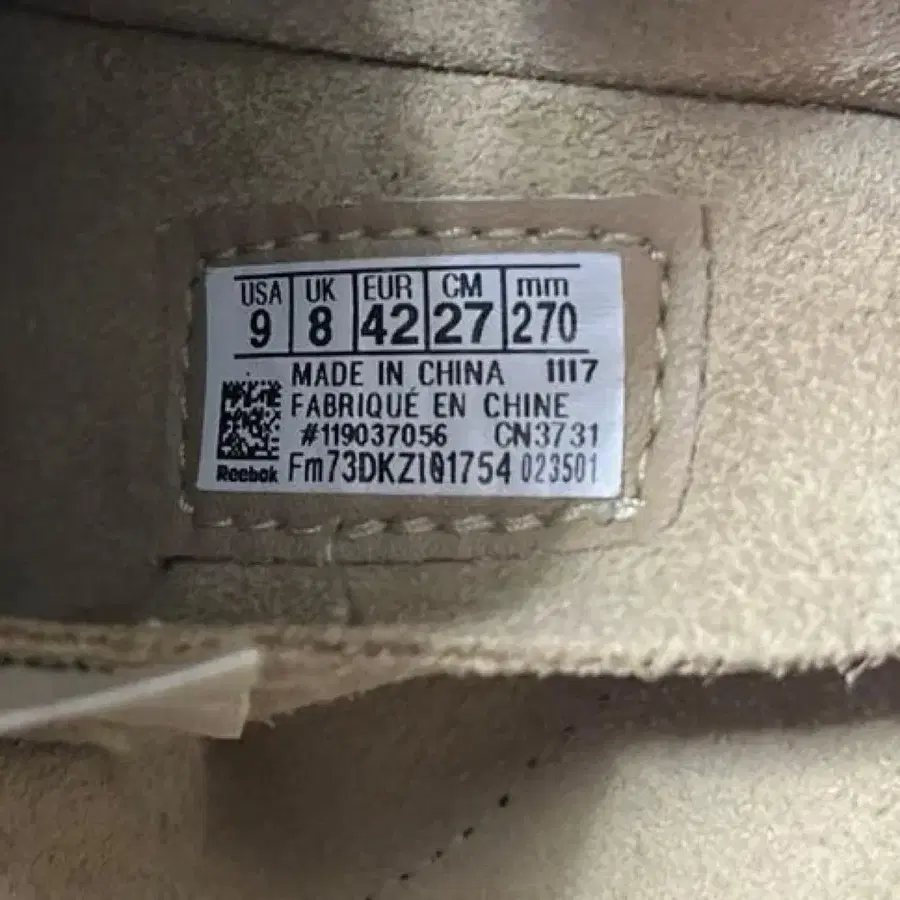 USA UK EUR CM mm
9 8 42 27 270
MADE IN CHINA 1117
FABRIQUÉ EN CHINE
#119037056 CN3731
Reebok Fm73DKZI01754 023501